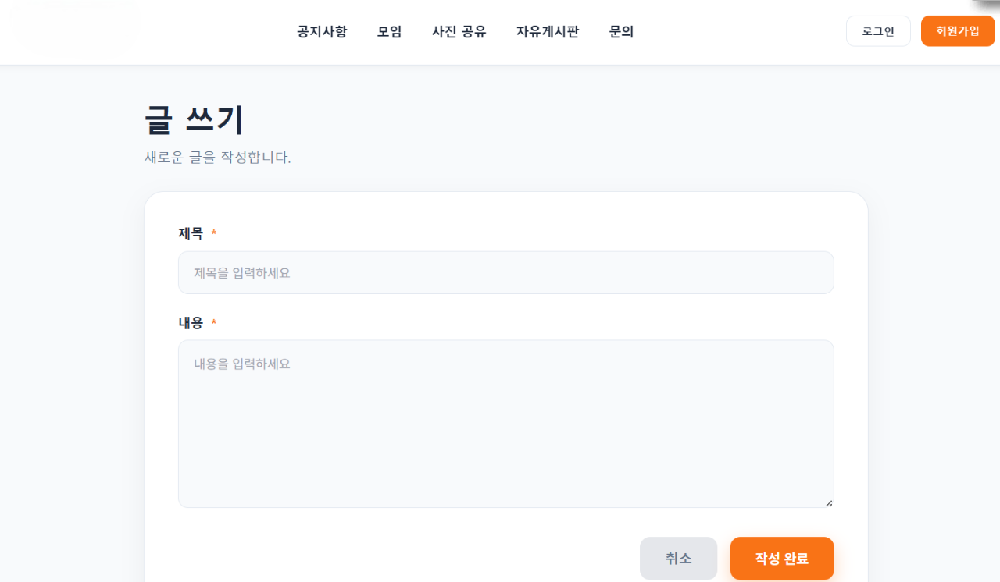 공지사항 모임 사진 공유 자유게시판 문의 로그인 회원가입
글 쓰기
새로운 글을 작성합니다.
제목 *
제목을 입력하세요
내용 *
내용을 입력하세요
취소 작성 완료